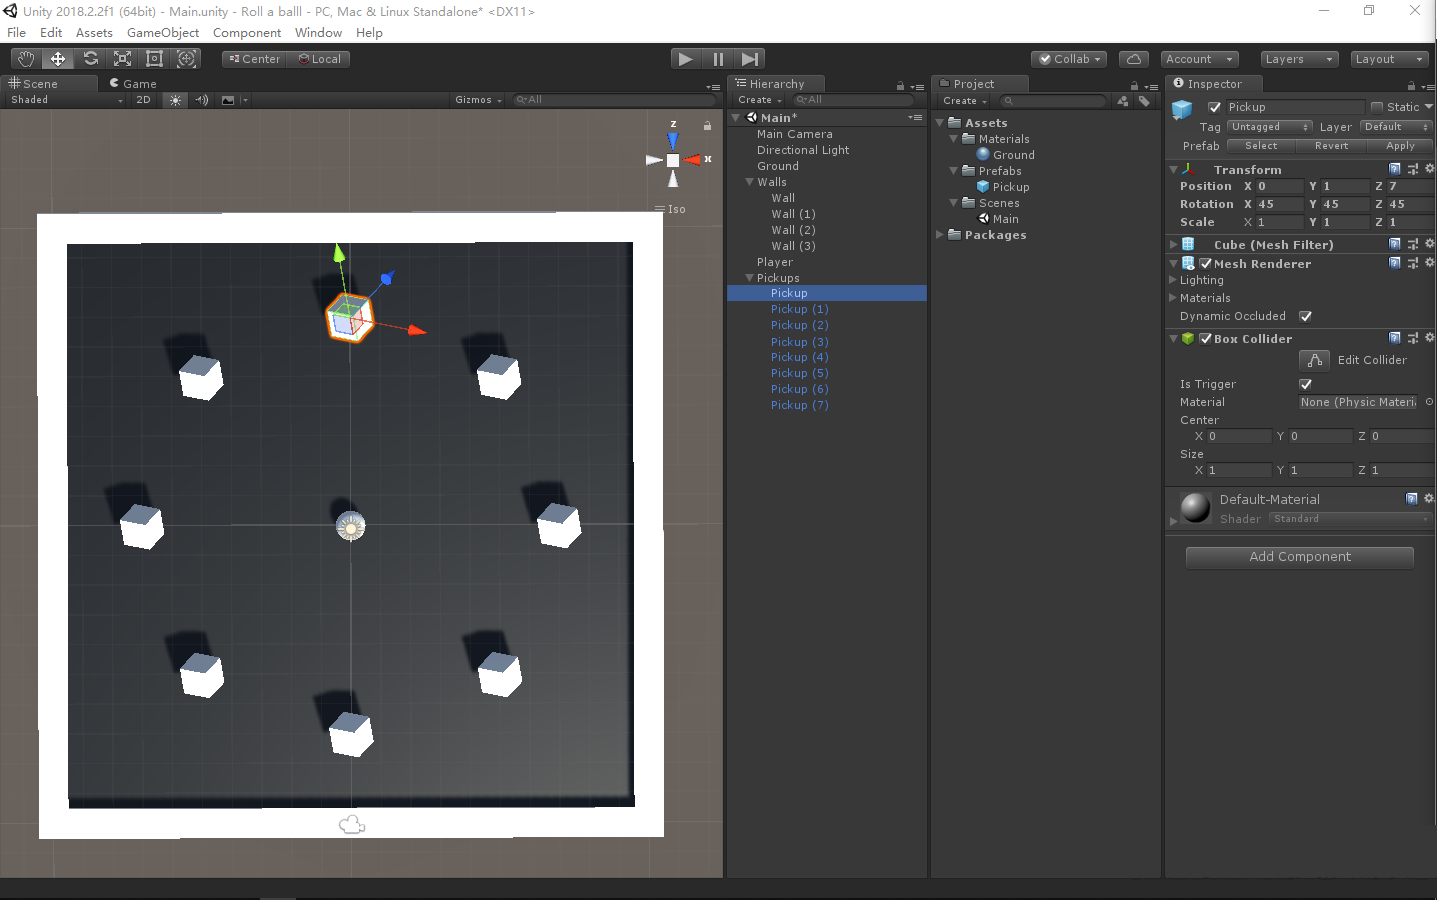 Unity 2018.2.2f1 (64bit) - Main.unity - Roll a balll - PC, Mac & Linux Standalone* <DX11>
File Edit Assets GameObject Component Window Help
Center Local Collab Account Layers Layout
Scene Game
Shaded 2D Gizmos All
z
x
Iso
Hierarchy
Create All
Main*
Main Camera
Directional Light
Ground
Walls
Wall
Wall (1)
Wall (2)
Wall (3)
Player
Pickups
Pickup
Pickup (1)
Pickup (2)
Pickup (3)
Pickup (4)
Pickup (5)
Pickup (6)
Pickup (7)
Project
Create
Assets
Materials
Ground
Prefabs
Pickup
Scenes
Main
Packages
Inspector
Pickup Static
Tag Untagged Layer Default
Prefab Select Revert Apply
Transform
Position X 0 Y 1 Z 7
Rotation X 45 Y 45 Z 45
Scale X 1 Y 1 Z 1
Cube (Mesh Filter)
Mesh Renderer
Lighting
Materials
Dynamic Occluded
Box Collider
Edit Collider
Is Trigger
Material None (Physic Materi
Center
X 0 Y 0 Z 0
Size
X 1 Y 1 Z 1
Default-Material
Shader Standard
Add Component